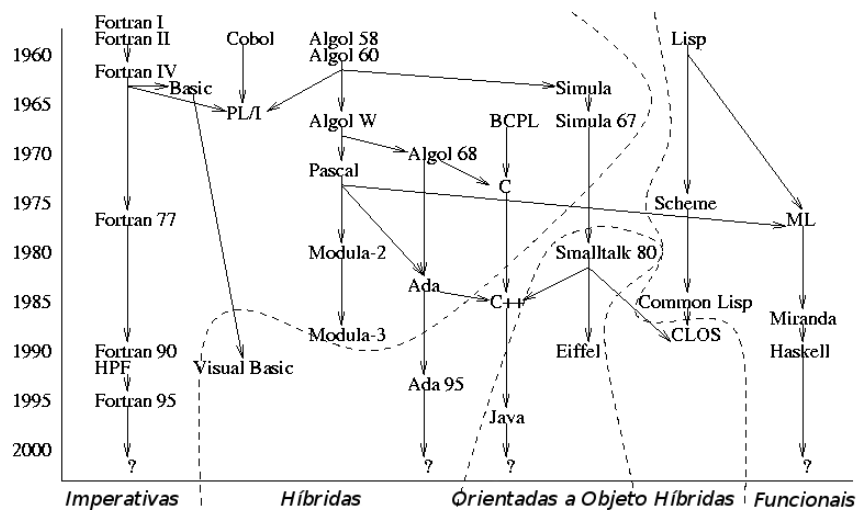 Fortran I
Fortran II Cobol Algol 58 Lisp
1960 Algol 60
Fortran IV
Basic Simula
1965 PL/I
Algol W BCPL Simula 67
1970 Algol 68
Pascal
C
1975 Scheme
Fortran 77 ML
1980 Modula-2 Smalltalk 80
Ada
1985 C++ Common Lisp
Miranda
Modula-3 CLOS
1990 Fortran 90 Eiffel Haskell
HPF Visual Basic
Ada 95
1995 Fortran 95
Java
2000
? ? ? ?
Imperativas Híbridas Orientadas a Objeto Híbridas Funcionais